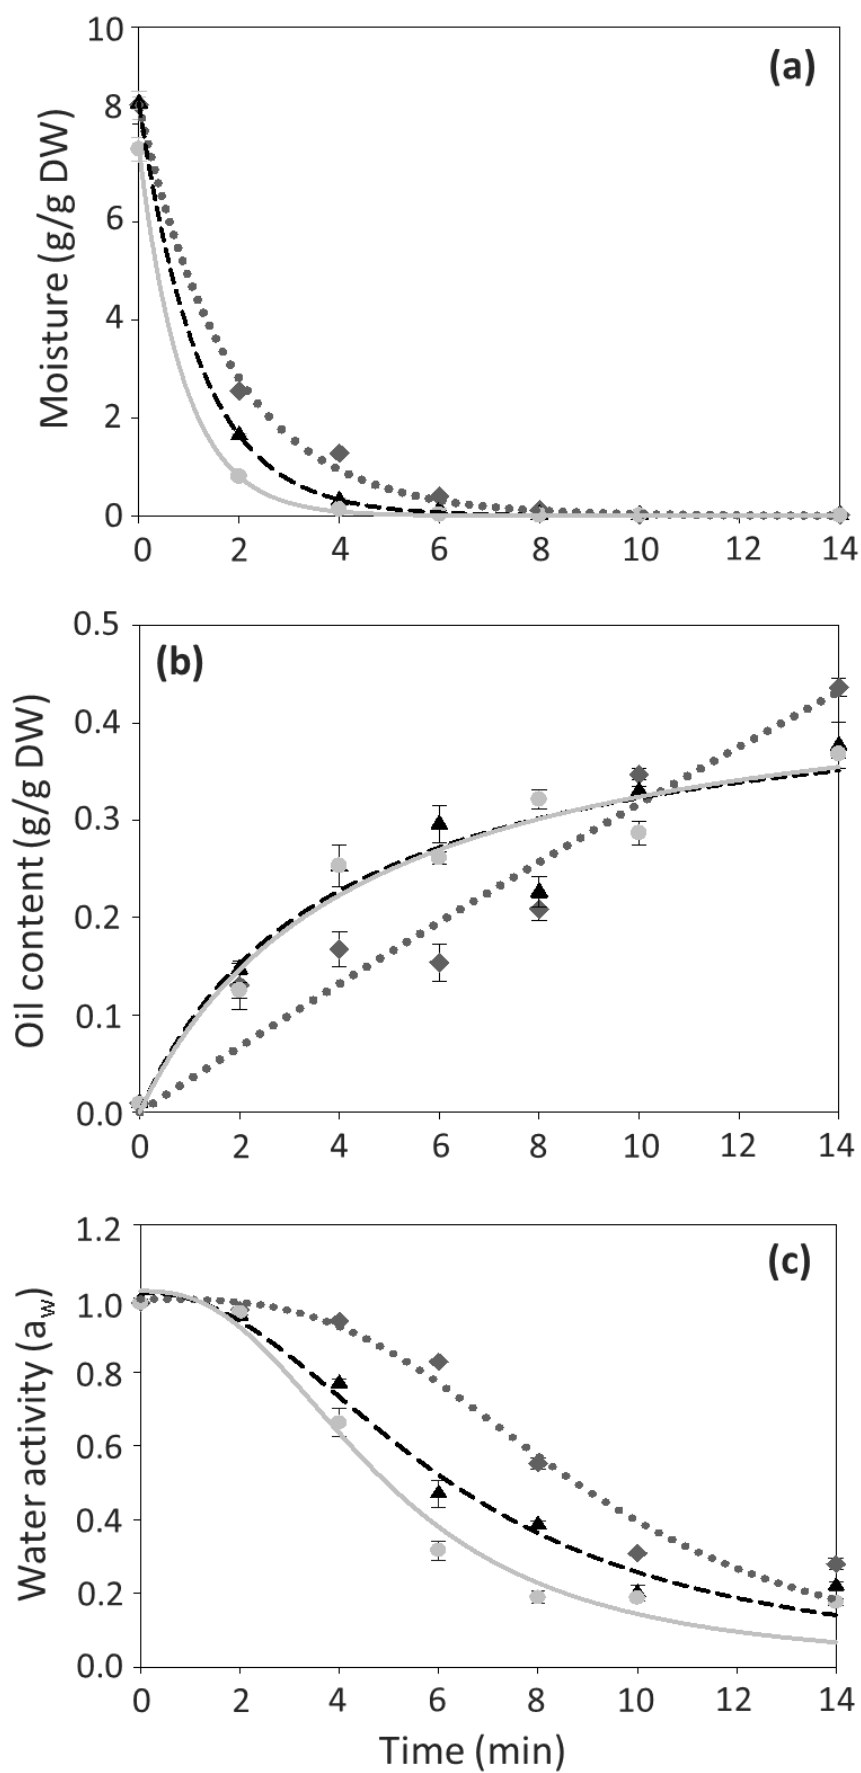 (a)
Moisture (g/g DW)
10
8
6
4
2
0
0 2 4 6 8 10 12 14
(b)
Oil content (g/g DW)
0.5
0.4
0.3
0.2
0.1
0.0
0 2 4 6 8 10 12 14
(c)
Water activity (aw)
1.2
1.0
0.8
0.6
0.4
0.2
0.0
0 2 4 6 8 10 12 14
Time (min)